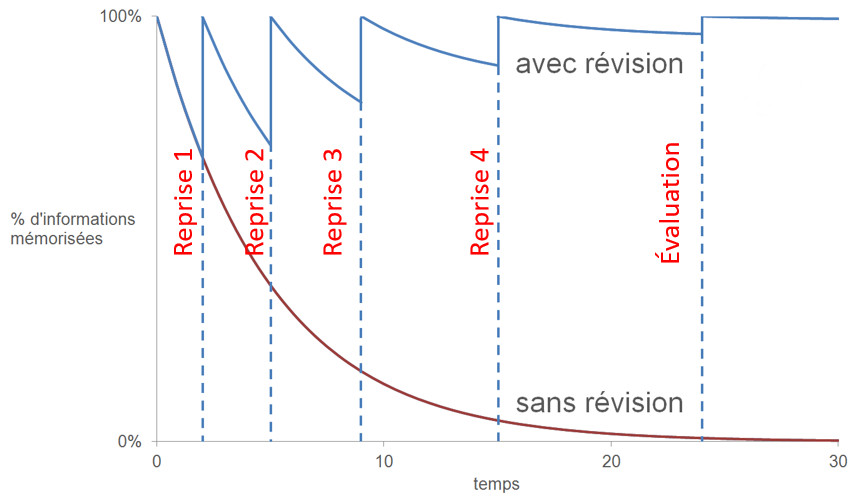 100%
avec révision
Reprise 1
Reprise 2
Reprise 3
Reprise 4
Évaluation
% d'informations
mémorisées
sans révision
0%
0
10
20
30
temps